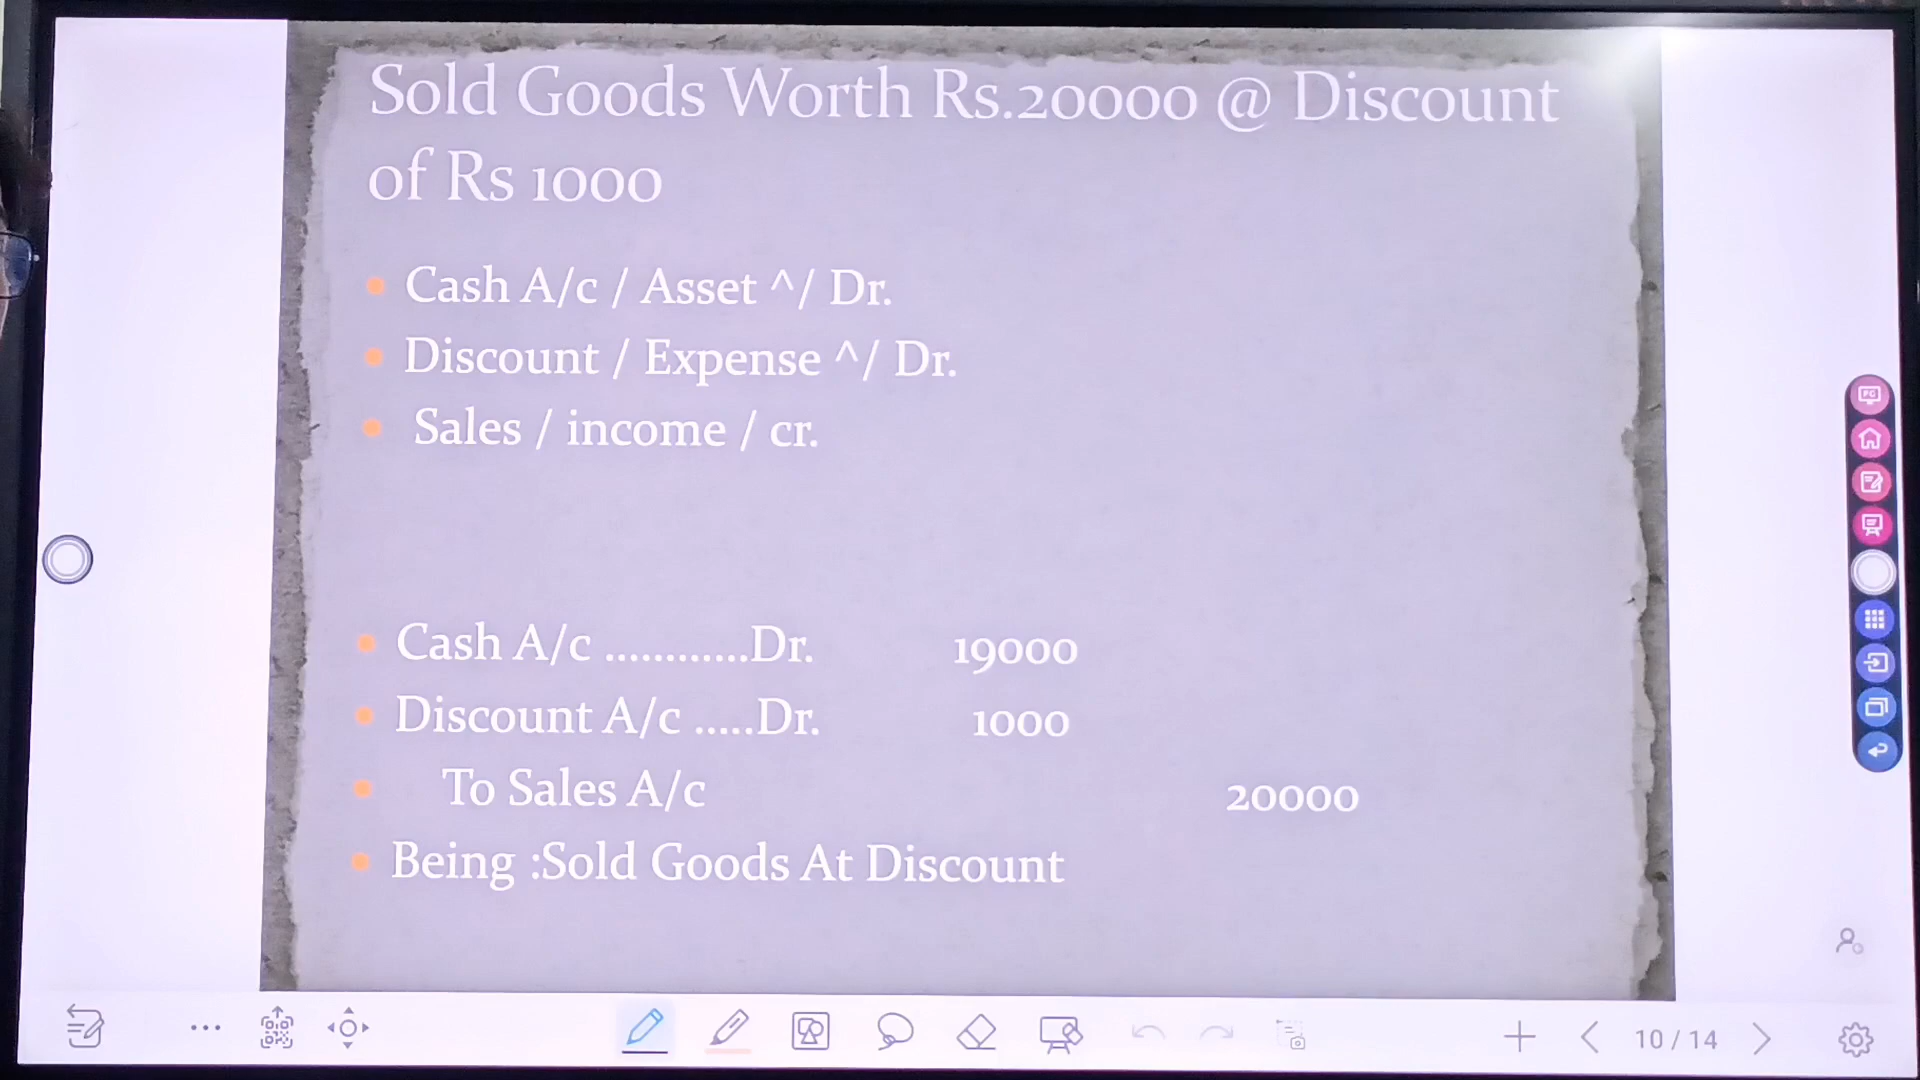 Sold Goods Worth Rs.20000 @ Discount
of Rs 1000
Cash A/c / Asset ^/ Dr.
Discount / Expense ^/ Dr.
Sales / income / cr.
Cash A/c ............Dr. 19000
Discount A/c .....Dr. 1000
To Sales A/c 20000
Being :Sold Goods At Discount
PC
10 / 14